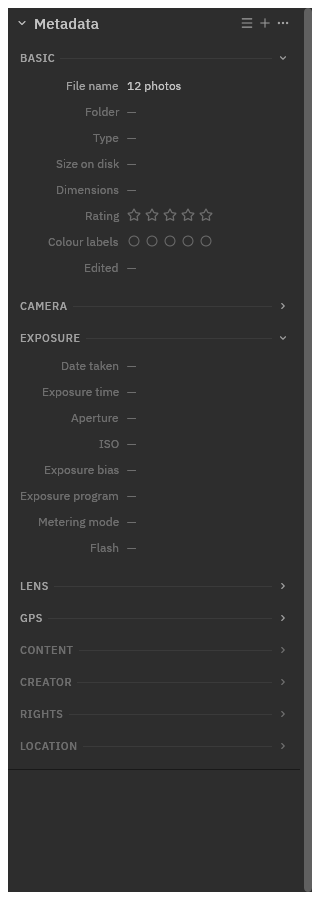 Metadata
BASIC
File name 12 photos
Folder —
Type —
Size on disk —
Dimensions —
Rating
Colour labels
Edited —
CAMERA
EXPOSURE
Date taken —
Exposure time —
Aperture —
ISO —
Exposure bias —
Exposure program —
Metering mode —
Flash —
LENS
GPS
CONTENT
CREATOR
RIGHTS
LOCATION